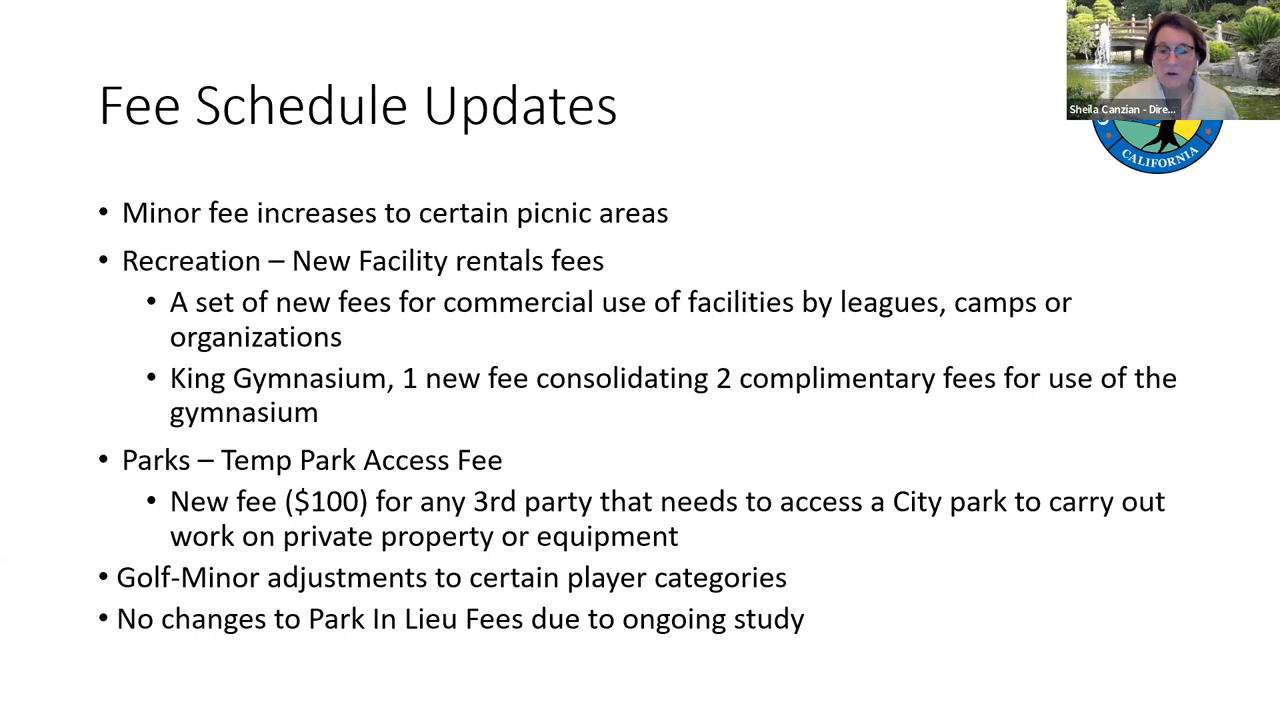 Sheila Canzian - Dire...
CALIFORNIA
Fee Schedule Updates
• Minor fee increases to certain picnic areas
• Recreation – New Facility rentals fees
• A set of new fees for commercial use of facilities by leagues, camps or
organizations
• King Gymnasium, 1 new fee consolidating 2 complimentary fees for use of the
gymnasium
• Parks – Temp Park Access Fee
• New fee ($100) for any 3rd party that needs to access a City park to carry out
work on private property or equipment
• Golf-Minor adjustments to certain player categories
• No changes to Park In Lieu Fees due to ongoing study